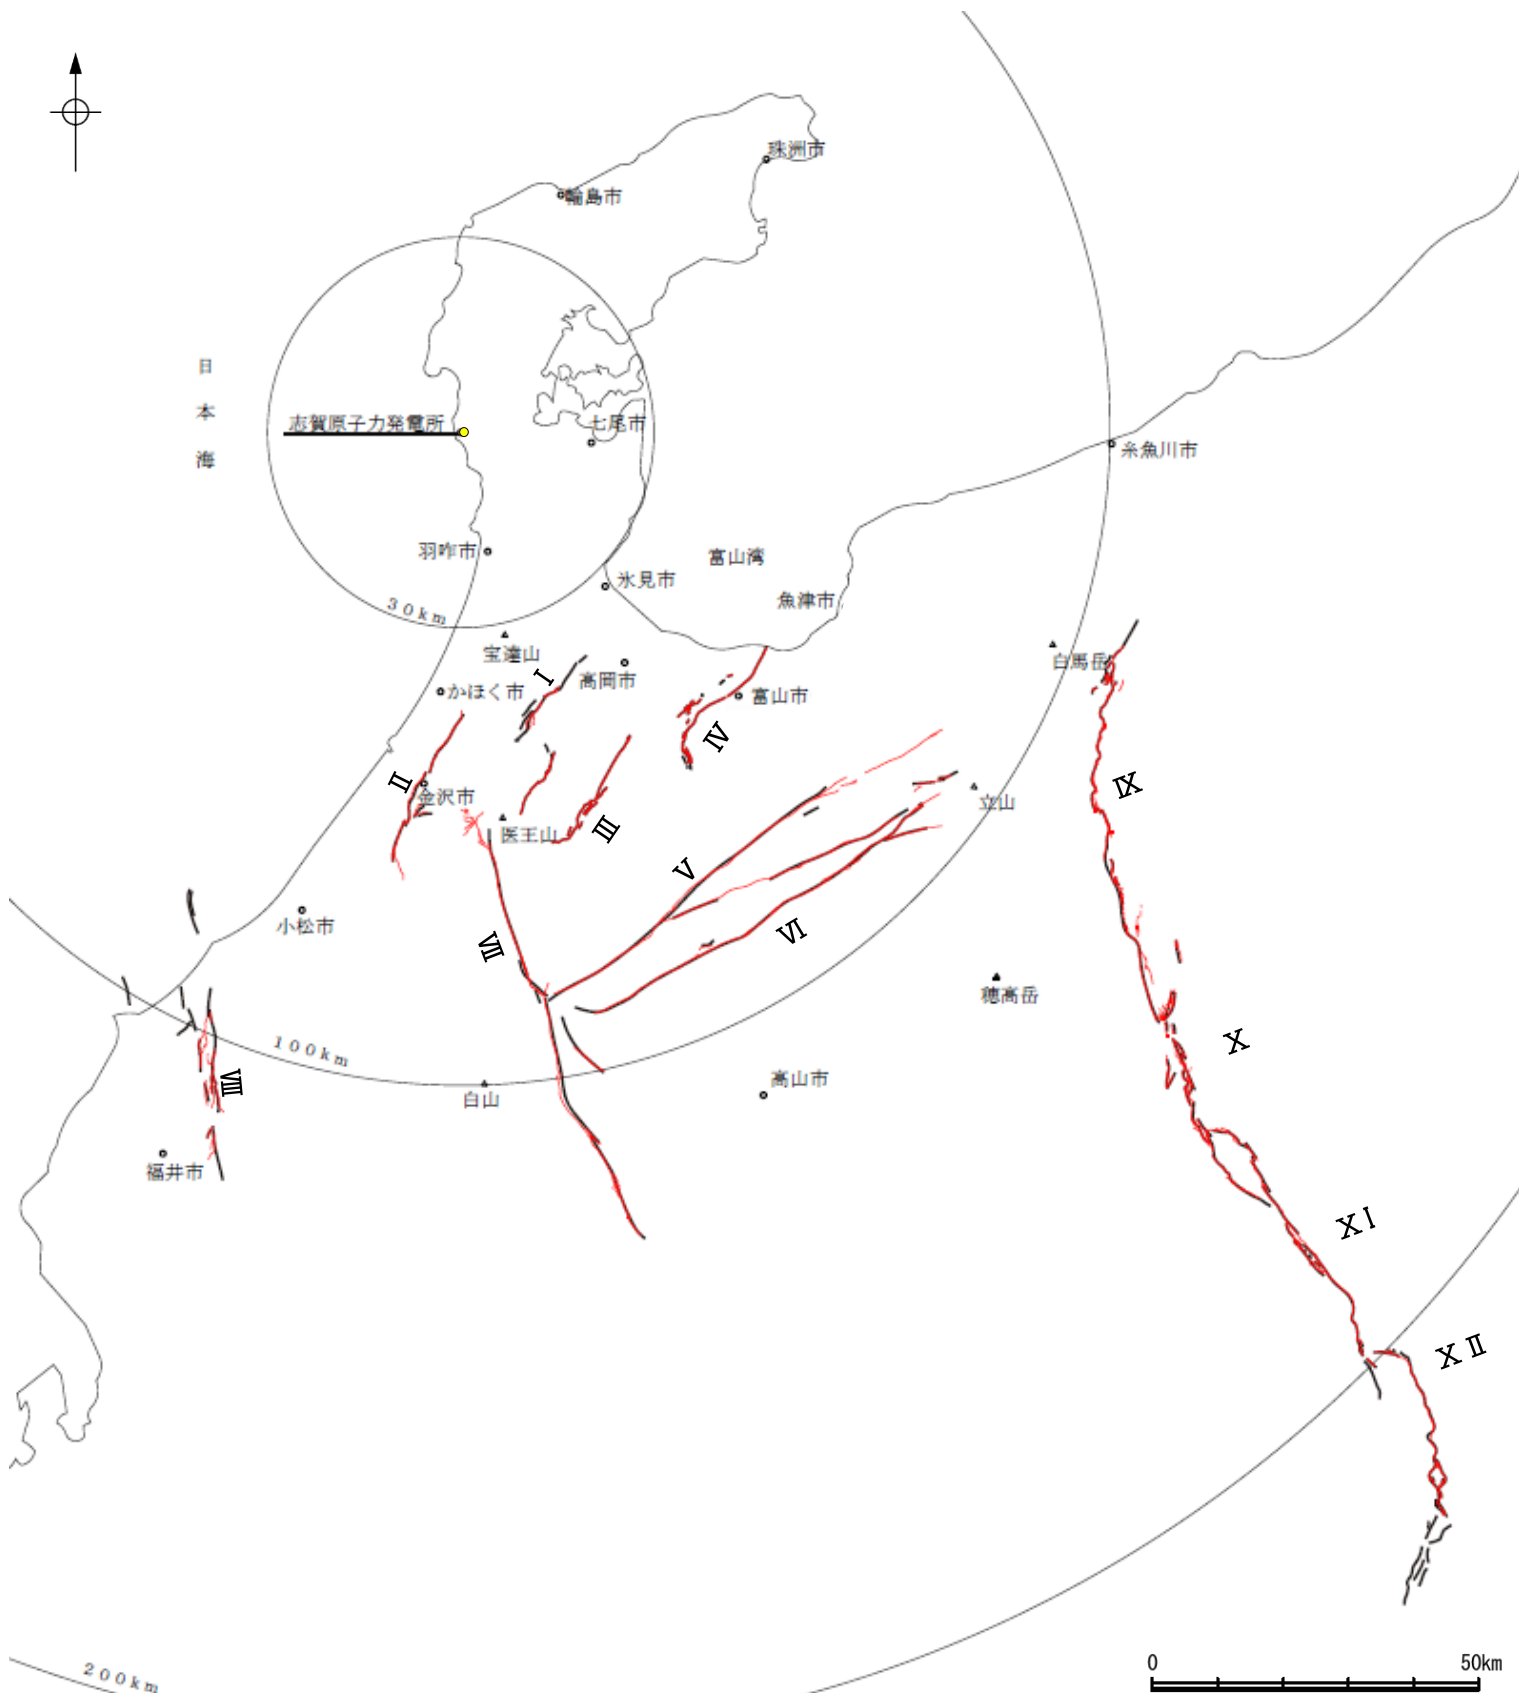 珠洲市
輪島市
日本海
志賀原子力発電所
七尾市
糸魚川市
羽咋市
富山湾
氷見市
魚津市
30km
宝達山
白馬岳
Ⅰ
高岡市
かほく市
富山市
Ⅳ
Ⅱ
金沢市
Ⅸ
立山
医王山
Ⅲ
Ⅴ
小松市
Ⅵ
Ⅶ
穂高岳
100km
Ⅹ
高山市
Ⅷ
白山
福井市
ⅩⅠ
ⅩⅡ
200km
0 50km